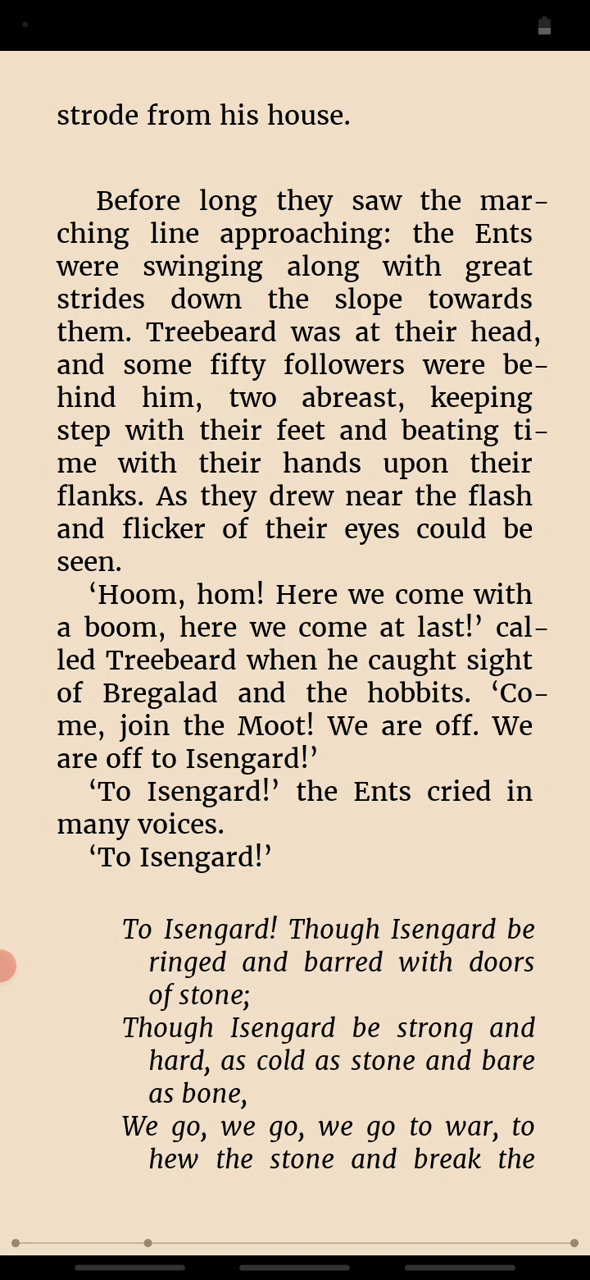 strode from his house.
Before long they saw the mar-
ching line approaching: the Ents
were swinging along with great
strides down the slope towards
them. Treebeard was at their head,
and some fifty followers were be-
hind him, two abreast, keeping
step with their feet and beating ti-
me with their hands upon their
flanks. As they drew near the flash
and flicker of their eyes could be
seen.
‘Hoom, hom! Here we come with
a boom, here we come at last!’ cal-
led Treebeard when he caught sight
of Bregalad and the hobbits. ‘Co-
me, join the Moot! We are off. We
are off to Isengard!’
‘To Isengard!’ the Ents cried in
many voices.
‘To Isengard!’
To Isengard! Though Isengard be
ringed and barred with doors
of stone;
Though Isengard be strong and
hard, as cold as stone and bare
as bone,
We go, we go, we go to war, to
hew the stone and break the